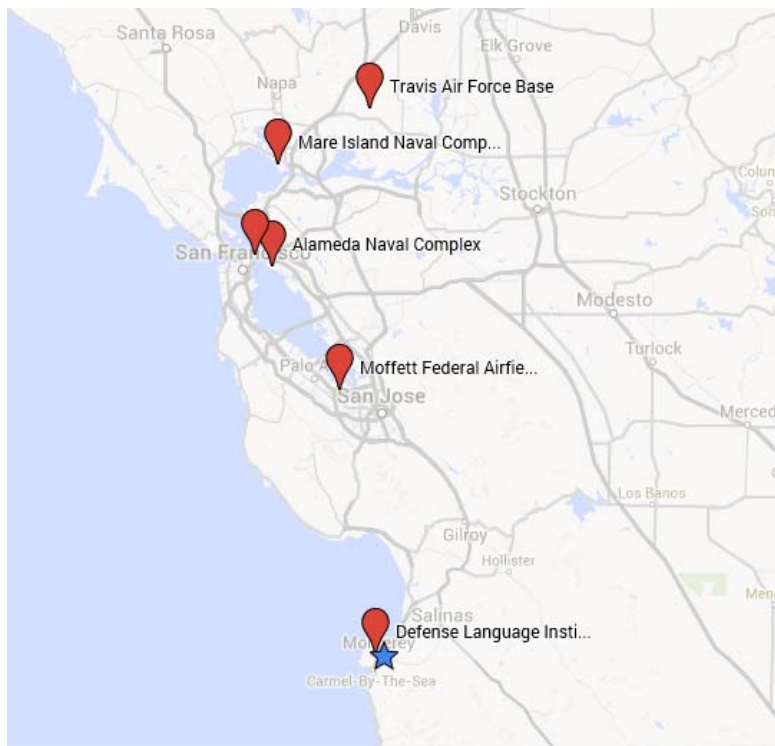 Davis
Santa Rosa
Elk Grove
Napa
Travis Air Force Base
Mare Island Naval Comp...
Stockton
Alameda Naval Complex
San Francisco
Modesto
Turlock
Moffett Federal Airfie...
Palo A
San Jose
Merced
Los Banos
Gilroy
Hollister
Salinas
Defense Language Insti...
Monterey
Carmel-By-The-Sea